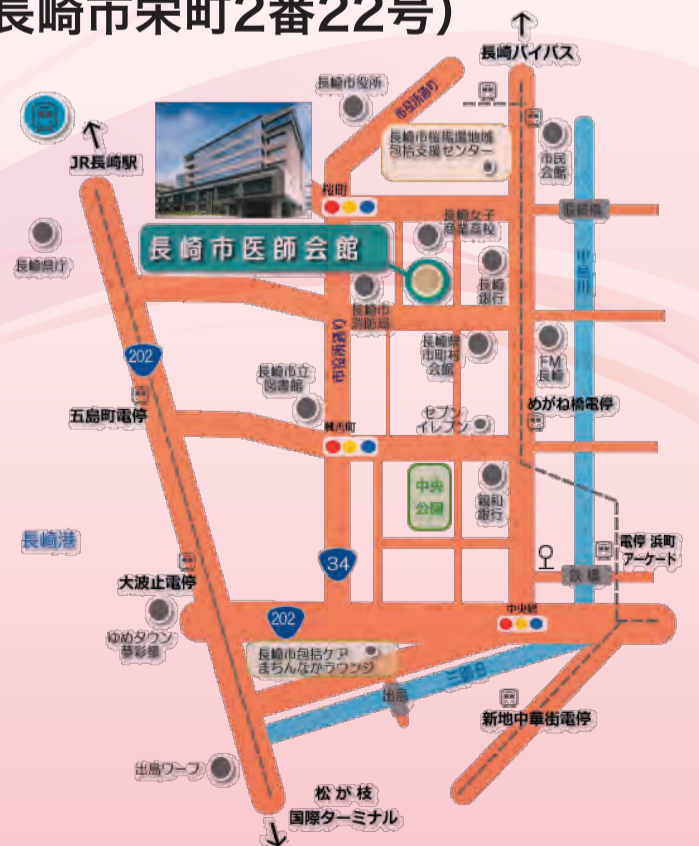 長崎市栄町2番22号)
長崎バイパス
長崎市役所
市役所通り
JR長崎駅
長崎市桜馬場地域
包括支援センター
市民
会館
桜町
長崎女子
商業高校
長崎県庁
長崎市医師会館
中島川
長崎
銀行
長崎市
消防局
202
市役所通り
長崎県
市町村
会館
FM
長崎
長崎市立
図書館
五島町電停
めがね橋電停
セブン
イレブン
中央
公園
親和
銀行
長崎港
電停 浜町
アーケード
34
鉄橋
大波止電停
202
中央橋
ゆめタウン
夢彩都
長崎市包括ケア
まちんなかラウンジ
出島
新地中華街電停
出島ワーフ
松が枝
国際ターミナル